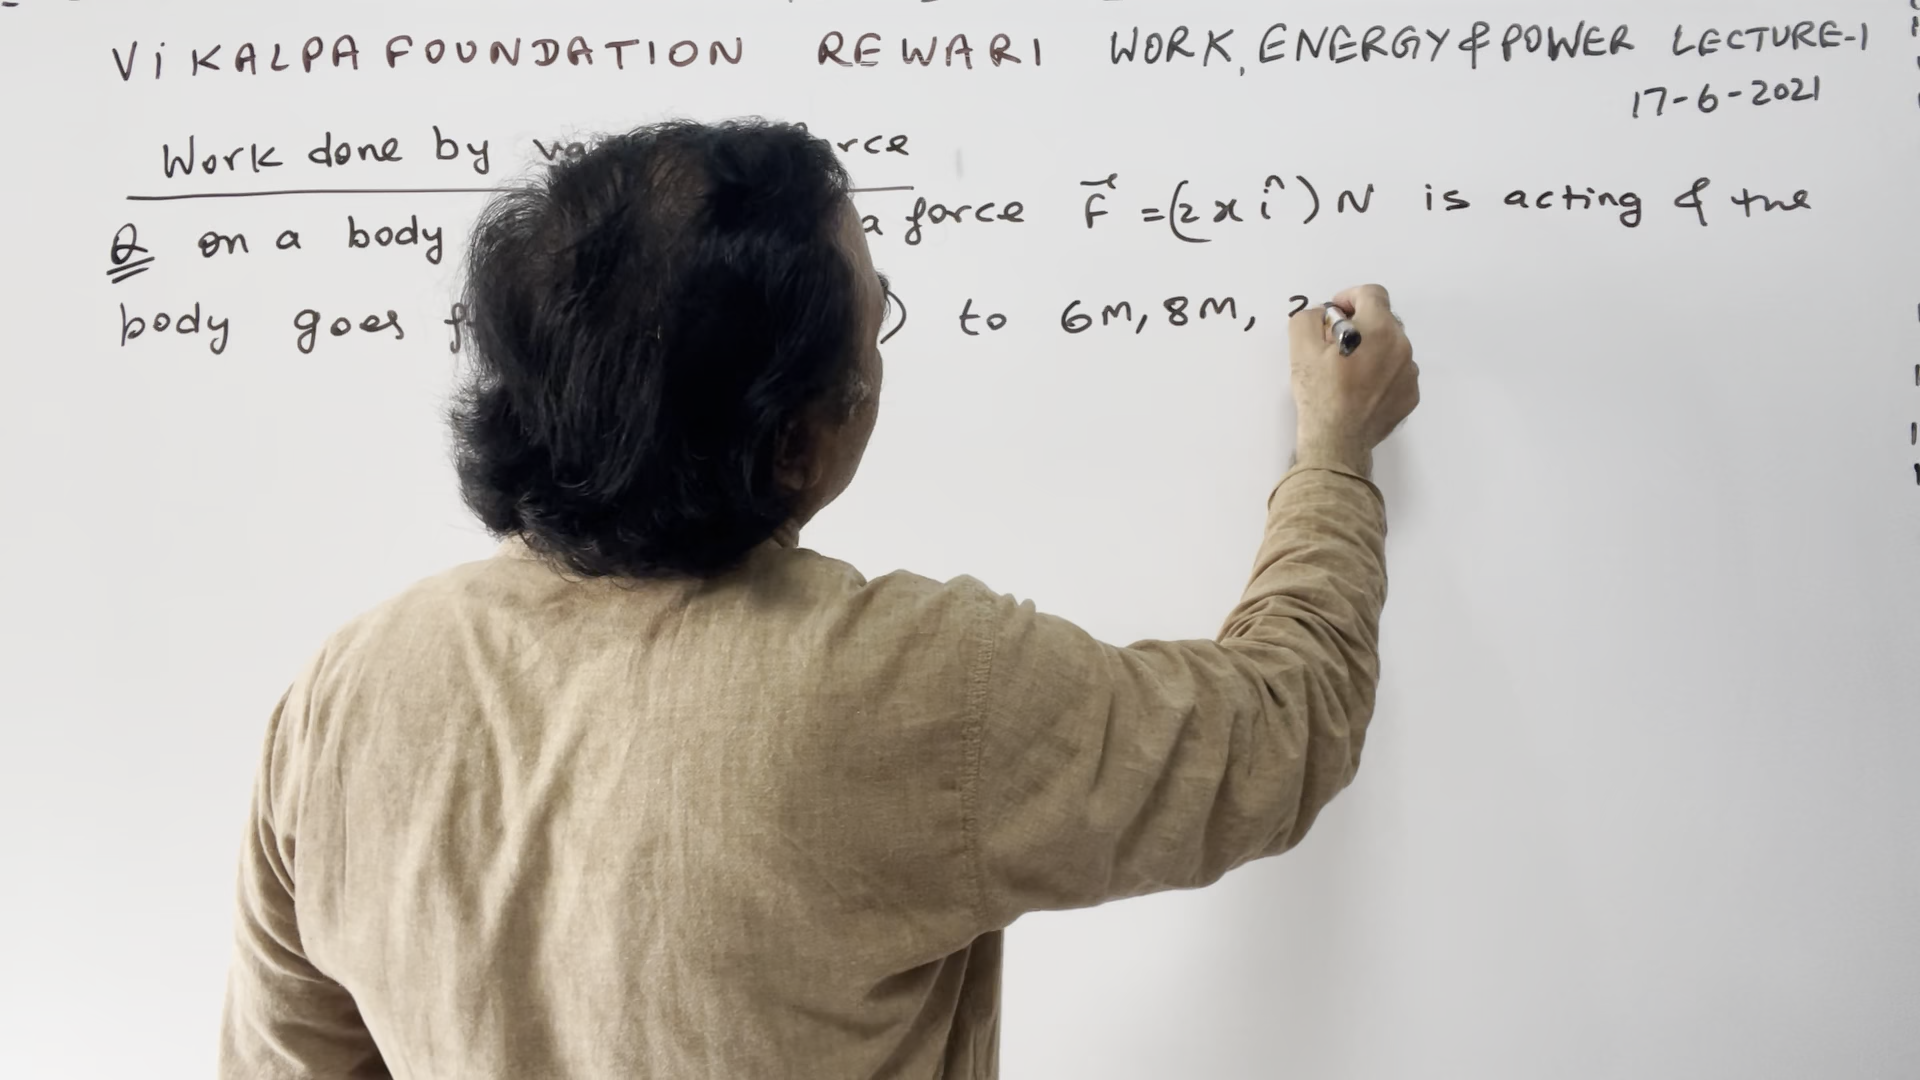 ViKALPA FOUNDATION REWARI WORK, ENERGY & POWER LECTURE-1
17-6-2021
Work done by
Q on a body a force F⃗ = (2x î) N is acting & the
body goes ) to 6m, 8m,